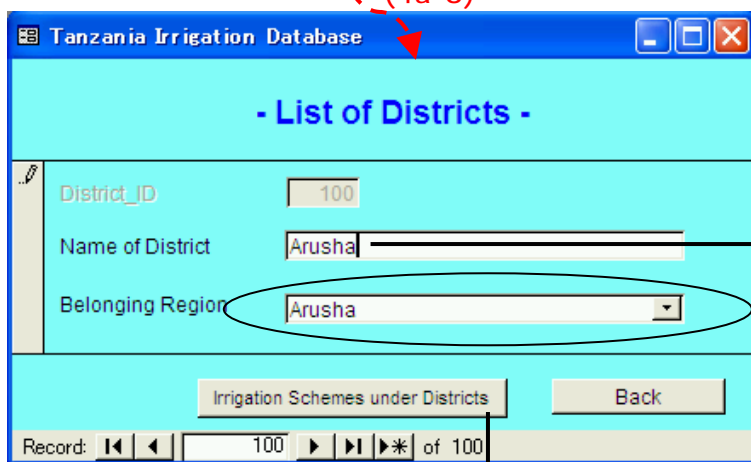 Tanzania Irrigation Database
- List of Districts -
District_ID 100
Name of District Arusha
Belonging Region Arusha
Irrigation Schemes under Districts Back
Record: 100 of 100